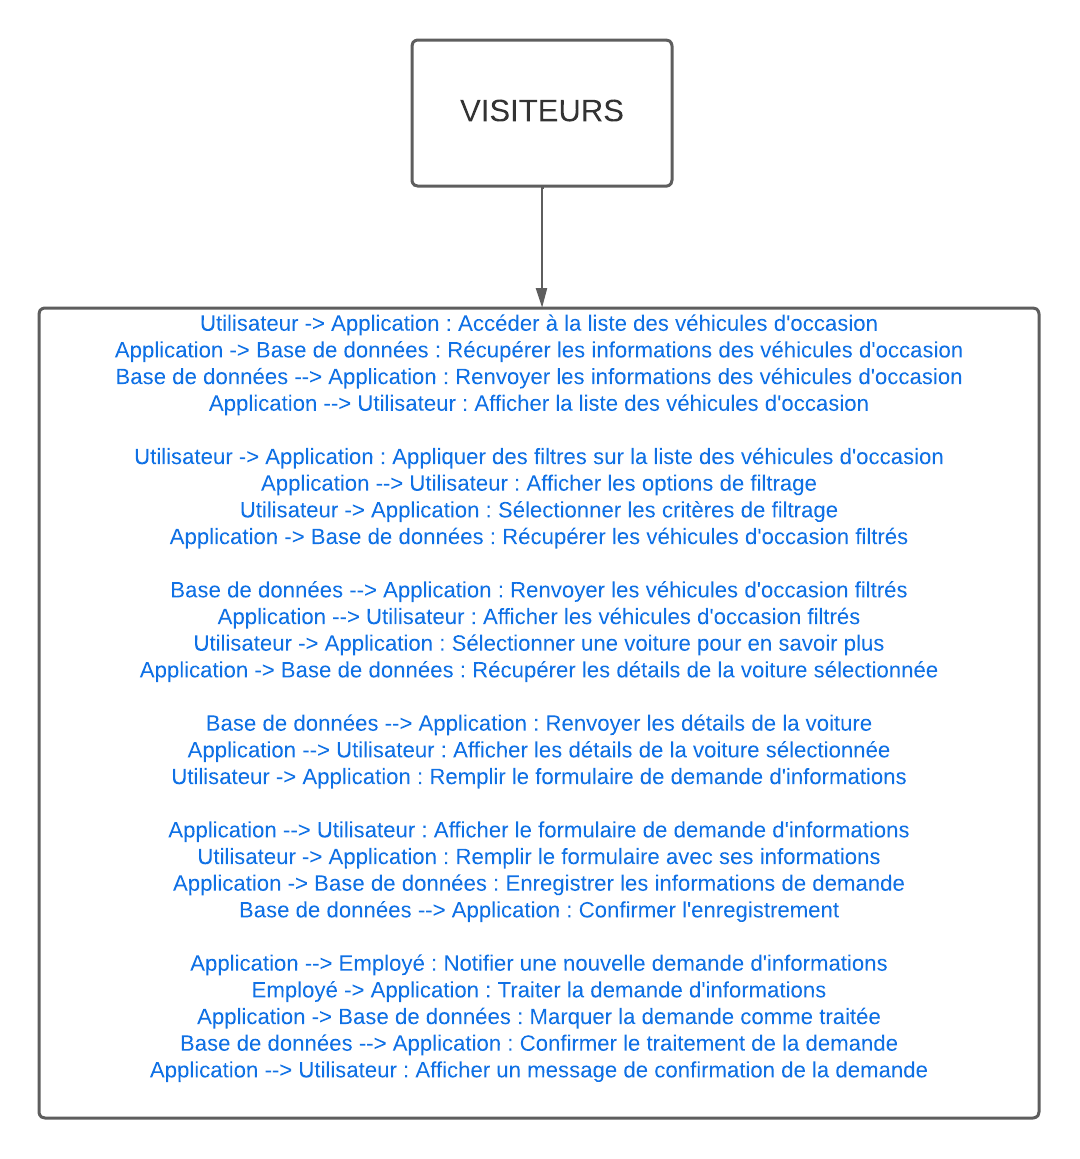 VISITEURS
Utilisateur -> Application : Accéder à la liste des véhicules d'occasion
Application -> Base de données : Récupérer les informations des véhicules d'occasion
Base de données --> Application : Renvoyer les informations des véhicules d'occasion
Application --> Utilisateur : Afficher la liste des véhicules d'occasion
Utilisateur -> Application : Appliquer des filtres sur la liste des véhicules d'occasion
Application --> Utilisateur : Afficher les options de filtrage
Utilisateur -> Application : Sélectionner les critères de filtrage
Application -> Base de données : Récupérer les véhicules d'occasion filtrés
Base de données --> Application : Renvoyer les véhicules d'occasion filtrés
Application --> Utilisateur : Afficher les véhicules d'occasion filtrés
Utilisateur -> Application : Sélectionner une voiture pour en savoir plus
Application -> Base de données : Récupérer les détails de la voiture sélectionnée
Base de données --> Application : Renvoyer les détails de la voiture
Application --> Utilisateur : Afficher les détails de la voiture sélectionnée
Utilisateur -> Application : Remplir le formulaire de demande d'informations
Application --> Utilisateur : Afficher le formulaire de demande d'informations
Utilisateur -> Application : Remplir le formulaire avec ses informations
Application -> Base de données : Enregistrer les informations de demande
Base de données --> Application : Confirmer l'enregistrement
Application --> Employé : Notifier une nouvelle demande d'informations
Employé -> Application : Traiter la demande d'informations
Application -> Base de données : Marquer la demande comme traitée
Base de données --> Application : Confirmer le traitement de la demande
Application --> Utilisateur : Afficher un message de confirmation de la demande